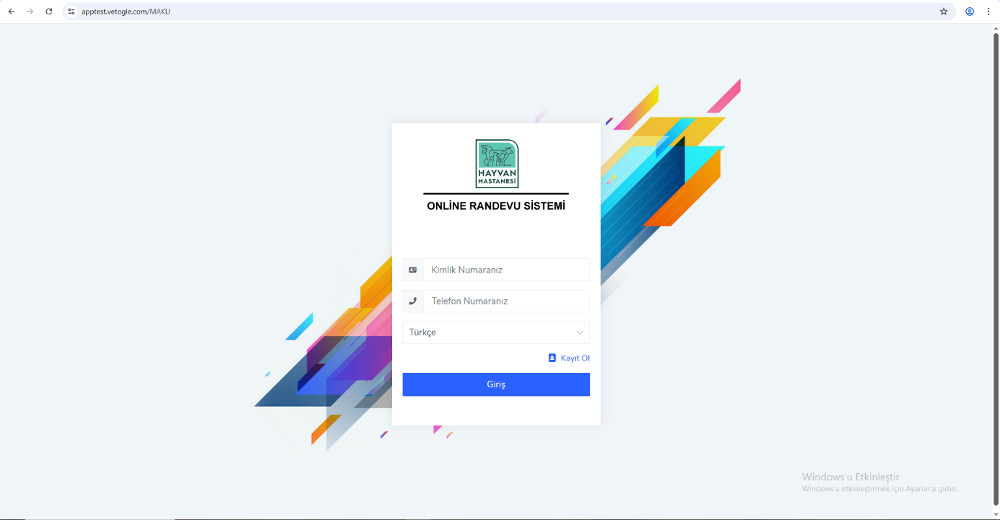 apptest.vetogle.com/MAKU
HAYVAN
HASTANESİ
ONLİNE RANDEVU SİSTEMİ
Kimlik Numaranız
Telefon Numaranız
Türkçe
Kayıt Ol
Giriş
Windows'u Etkinleştir
Windows'u etkinleştirmek için Ayarlar'a gidin.